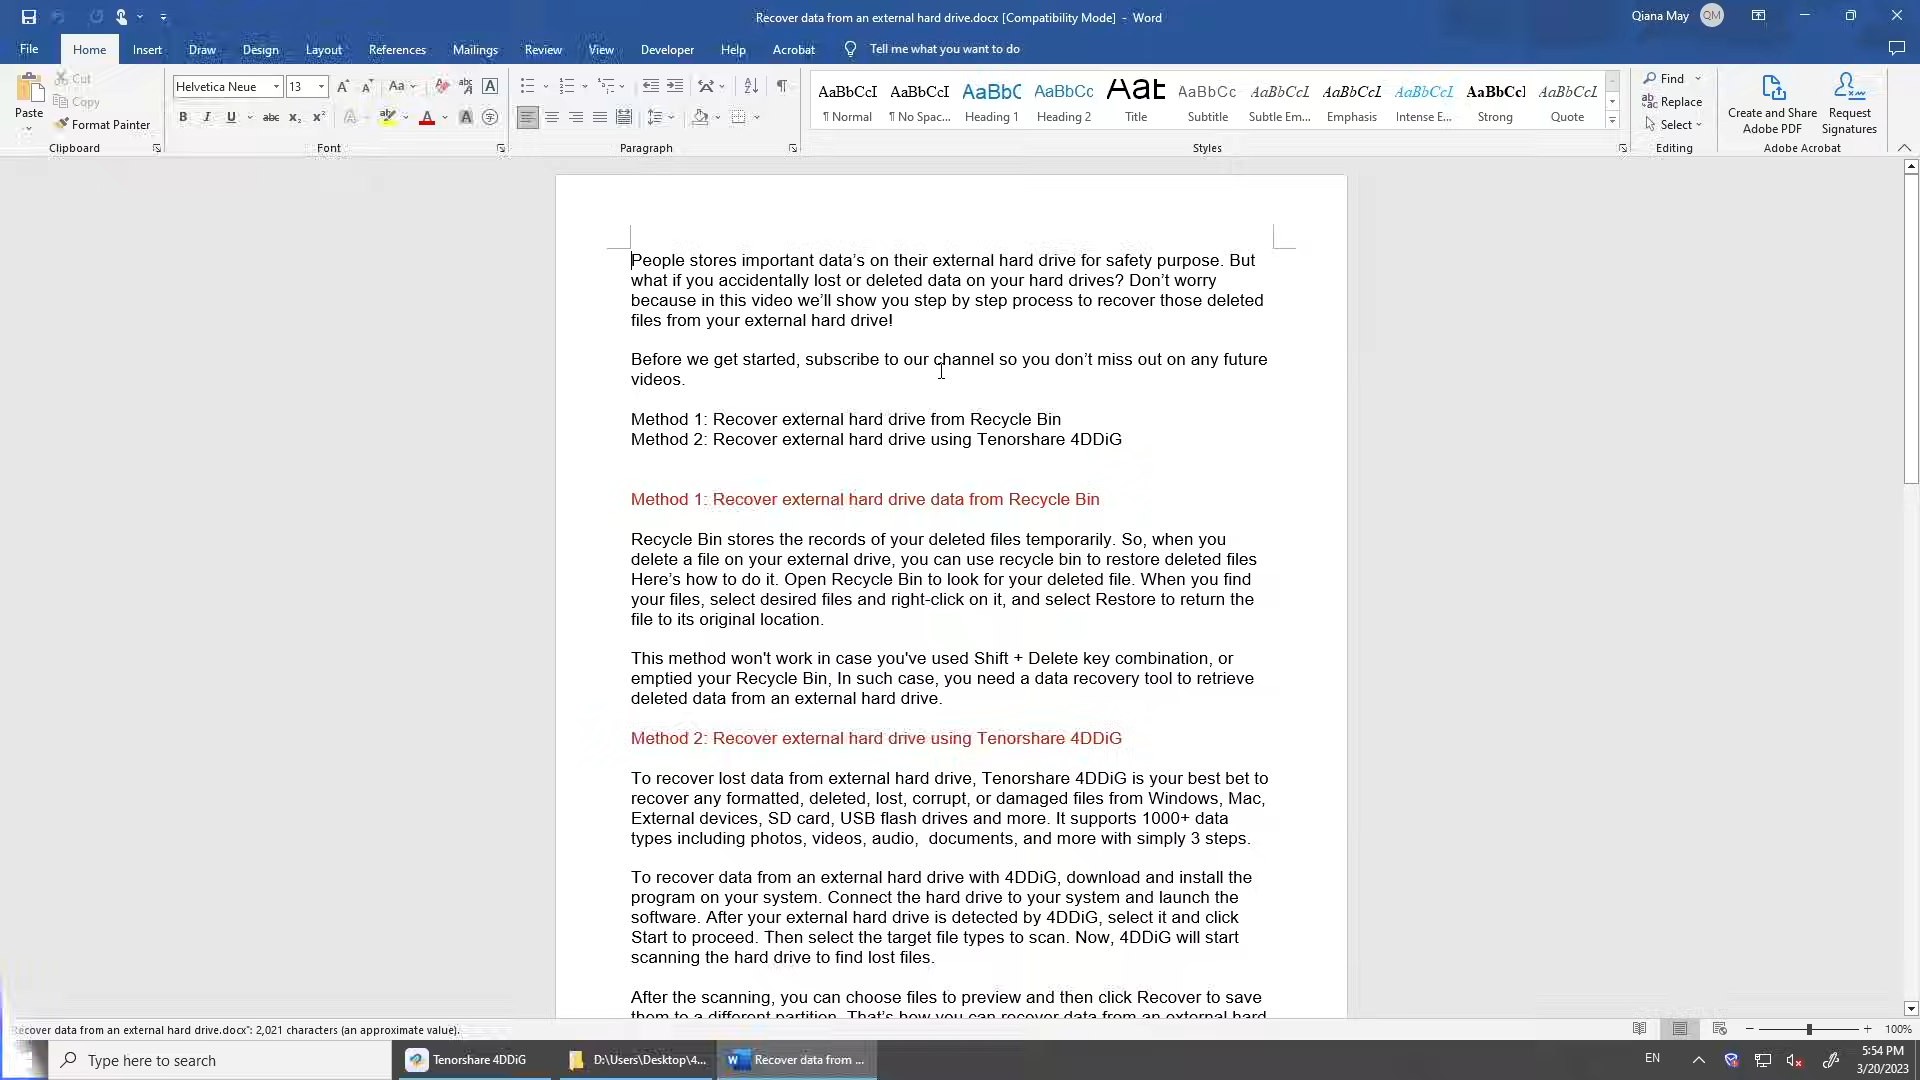 Recover data from an external hard drive.docx [Compatibility Mode] - Word
Qiana May QM
File Home Insert Draw Design Layout References Mailings Review View Developer Help Acrobat Tell me what you want to do
Paste
Cut
Copy
Format Painter
Clipboard
Helvetica Neue 13
Font
Paragraph
AaBbCcI AaBbCcI AaBbC AaBbCc Aab AaBbCc AaBbCcL AaBbCcL AaBbCcL AaBbCcl AaBbCcL
¶ Normal ¶ No Spac... Heading 1 Heading 2 Title Subtitle Subtle Em... Emphasis Intense E... Strong Quote
Styles
Find
Replace
Select
Editing
Create and Share Adobe PDF
Request Signatures
Adobe Acrobat
People stores important data’s on their external hard drive for safety purpose. But
what if you accidentally lost or deleted data on your hard drives? Don’t worry
because in this video we’ll show you step by step process to recover those deleted
files from your external hard drive!
Before we get started, subscribe to our channel so you don’t miss out on any future
videos.
Method 1: Recover external hard drive from Recycle Bin
Method 2: Recover external hard drive using Tenorshare 4DDiG
Method 1: Recover external hard drive data from Recycle Bin
Recycle Bin stores the records of your deleted files temporarily. So, when you
delete a file on your external drive, you can use recycle bin to restore deleted files
Here’s how to do it. Open Recycle Bin to look for your deleted file. When you find
your files, select desired files and right-click on it, and select Restore to return the
file to its original location.
This method won't work in case you've used Shift + Delete key combination, or
emptied your Recycle Bin, In such case, you need a data recovery tool to retrieve
deleted data from an external hard drive.
Method 2: Recover external hard drive using Tenorshare 4DDiG
To recover lost data from external hard drive, Tenorshare 4DDiG is your best bet to
recover any formatted, deleted, lost, corrupt, or damaged files from Windows, Mac,
External devices, SD card, USB flash drives and more. It supports 1000+ data
types including photos, videos, audio,  documents, and more with simply 3 steps.
To recover data from an external hard drive with 4DDiG, download and install the
program on your system. Connect the hard drive to your system and launch the
software. After your external hard drive is detected by 4DDiG, select it and click
Start to proceed. Then select the target file types to scan. Now, 4DDiG will start
scanning the hard drive to find lost files.
After the scanning, you can choose files to preview and then click Recover to save
them to a different partition. That’s how you can recover data from an external hard
Recover data from an external hard drive.docx": 2,021 characters (an approximate value).
100%
Type here to search
Tenorshare 4DDiG
D:\Users\Desktop\4...
Recover data from ...
EN
5:54 PM
3/20/2023